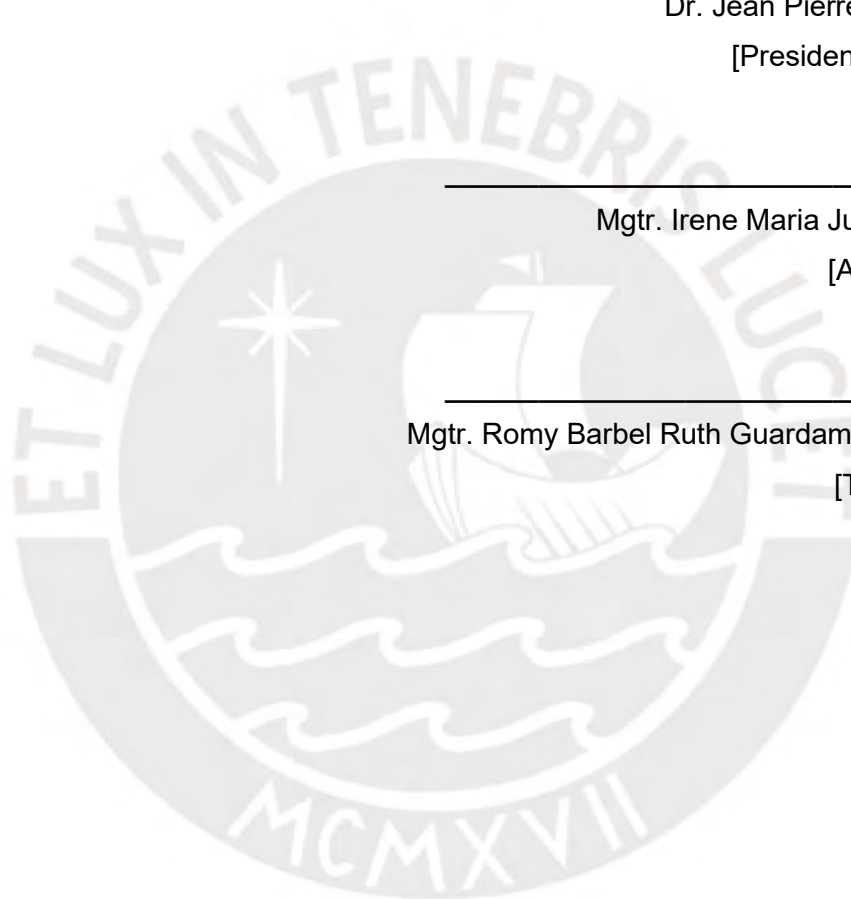 Dr. Jean Pierre
[Presiden
Mgtr. Irene Maria Ju
[A
Mgtr. Romy Barbel Ruth Guardam
[T
ET LUX IN TENEBRIS LUCET
MCMXVII